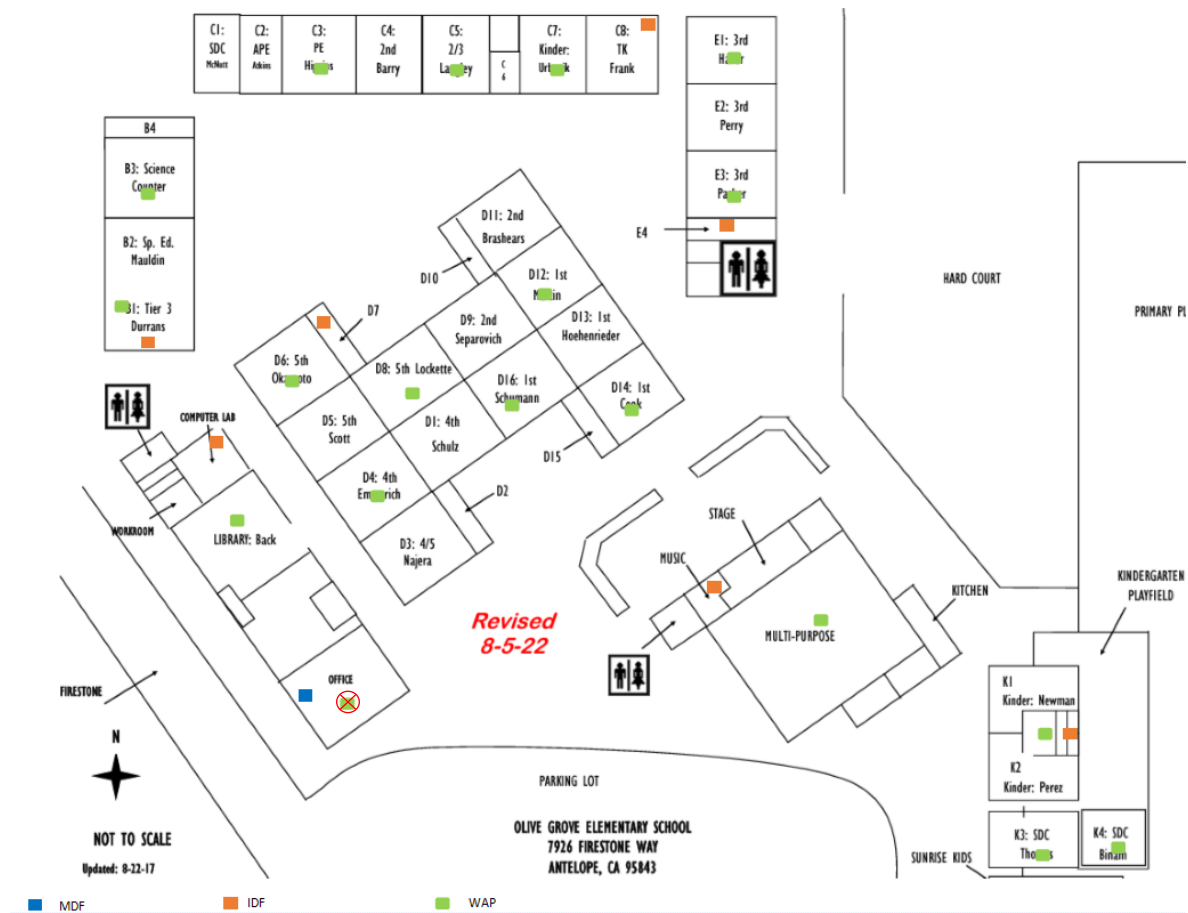 C1:
SDC
McNutt
C2:
APE
Atkins
C3:
PE
C4:
2nd
Barry
C5:
2/3
C
6
C7:
Kinder:
C8:
TK
Frank
E1: 3rd
E2: 3rd
Perry
E3: 3rd
E4
B4
B3: Science
B2: Sp. Ed.
Mauldin
B1: Tier 3
Durrans
D11: 2nd
Brashears
D10
D12: 1st
D13: 1st
Hoehenrieder
D9: 2nd
Separovich
D7
D6: 5th
D8: 5th Lockette
D16: 1st
Schumann
D14: 1st
D5: 5th
Scott
D1: 4th
Schulz
D15
D4: 4th
D2
D3: 4/5
Najera
HARD COURT
PRIMARY PL
COMPUTER LAB
WORKROOM
LIBRARY: Back
STAGE
MUSIC
KITCHEN
MULTI-PURPOSE
KINDERGARTEN
PLAYFIELD
Revised
8-5-22
OFFICE
FIRESTONE
N
NOT TO SCALE
Updated: 8-22-17
PARKING LOT
OLIVE GROVE ELEMENTARY SCHOOL
7926 FIRESTONE WAY
ANTELOPE, CA 95843
K1
Kinder: Newman
K2
Kinder: Perez
K3: SDC
K4: SDC
SUNRISE KIDS
MDF
IDF
WAP